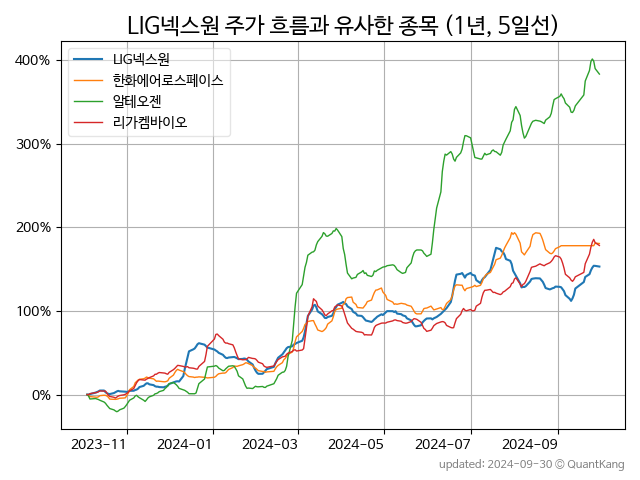 LIG넥스원 주가 흐름과 유사한 종목 (1년, 5일선)
LIG넥스원
한화에어로스페이스
알테오젠
리가켐바이오
400%
300%
200%
100%
0%
2023-11 2024-01 2024-03 2024-05 2024-07 2024-09
updated: 2024-09-30 © QuantKang